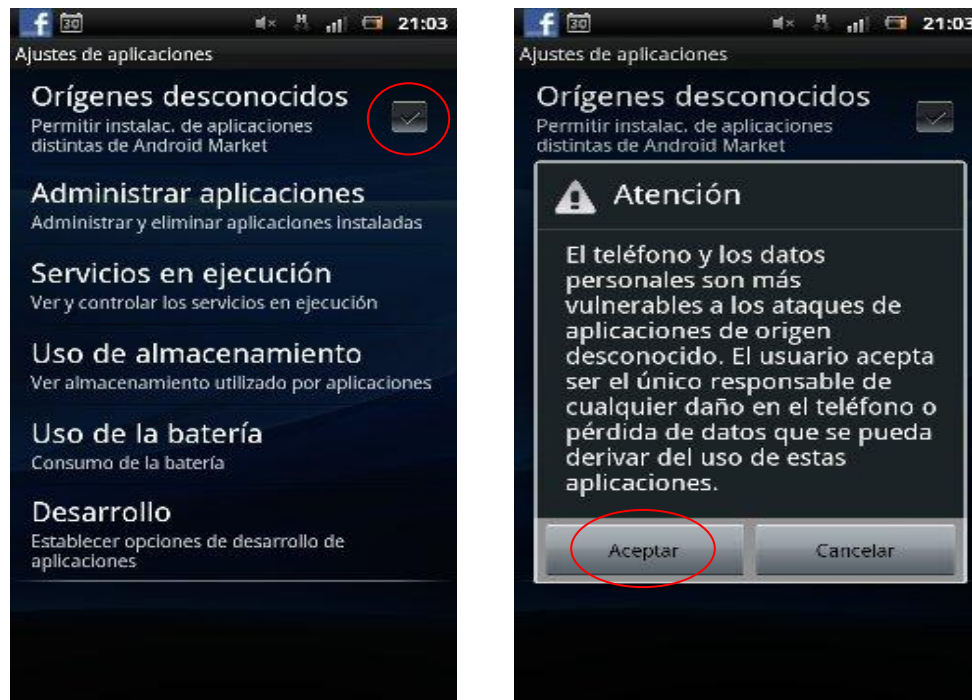 f 30 21:03
Ajustes de aplicaciones
Orígenes desconocidos
Permitir instalac. de aplicaciones
distintas de Android Market
Administrar aplicaciones
Administrar y eliminar aplicaciones instaladas
Servicios en ejecución
Ver y controlar los servicios en ejecución
Uso de almacenamiento
Ver almacenamiento utilizado por aplicaciones
Uso de la batería
Consumo de la batería
Desarrollo
Establecer opciones de desarrollo de
aplicaciones
f 30 21:03
Ajustes de aplicaciones
Orígenes desconocidos
Permitir instalac. de aplicaciones
distintas de Android Market
Atención
El teléfono y los datos
personales son más
vulnerables a los ataques de
aplicaciones de origen
desconocido. El usuario acepta
ser el único responsable de
cualquier daño en el teléfono o
pérdida de datos que se pueda
derivar del uso de estas
aplicaciones.
Aceptar Cancelar